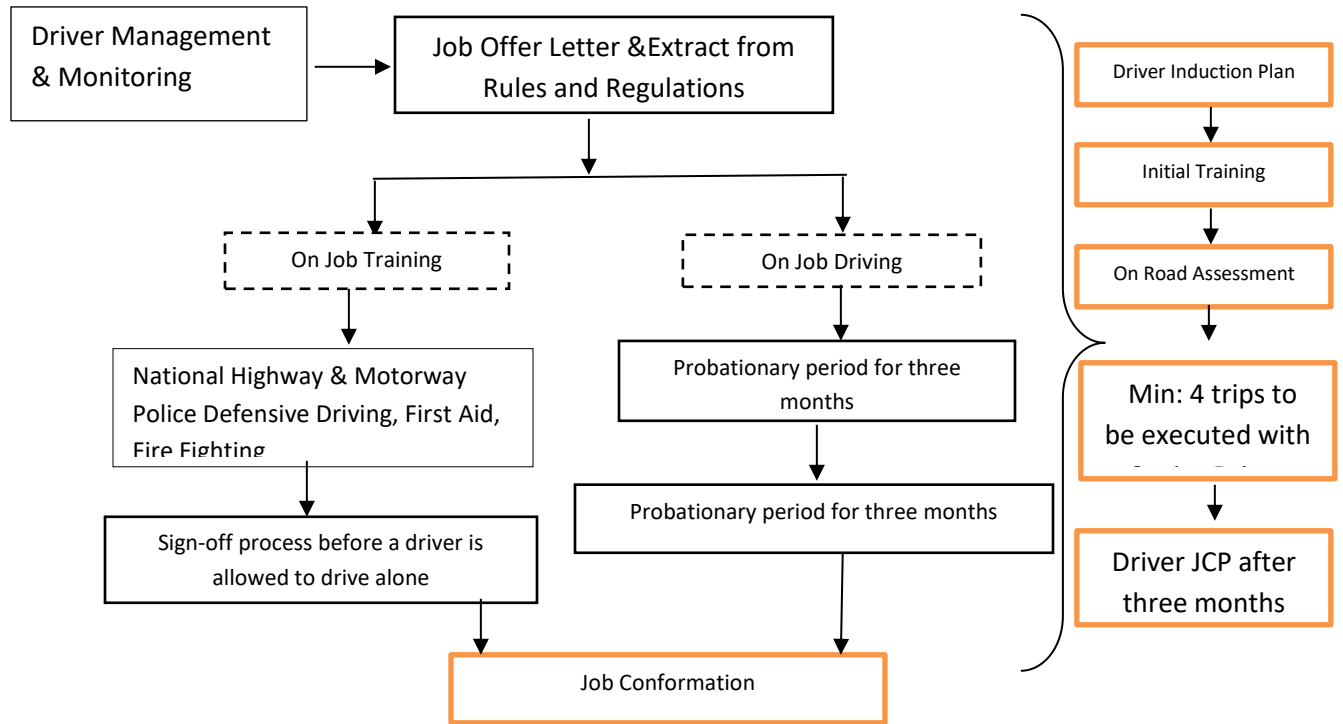 Driver Management
& Monitoring
Job Offer Letter &Extract from
Rules and Regulations
On Job Training
On Job Driving
National Highway & Motorway
Police Defensive Driving, First Aid,
Fire Fighting
Probationary period for three
months
Sign-off process before a driver is
allowed to drive alone
Probationary period for three months
Job Conformation
Driver Induction Plan
Initial Training
On Road Assessment
Min: 4 trips to
be executed with
Driver JCP after
three months